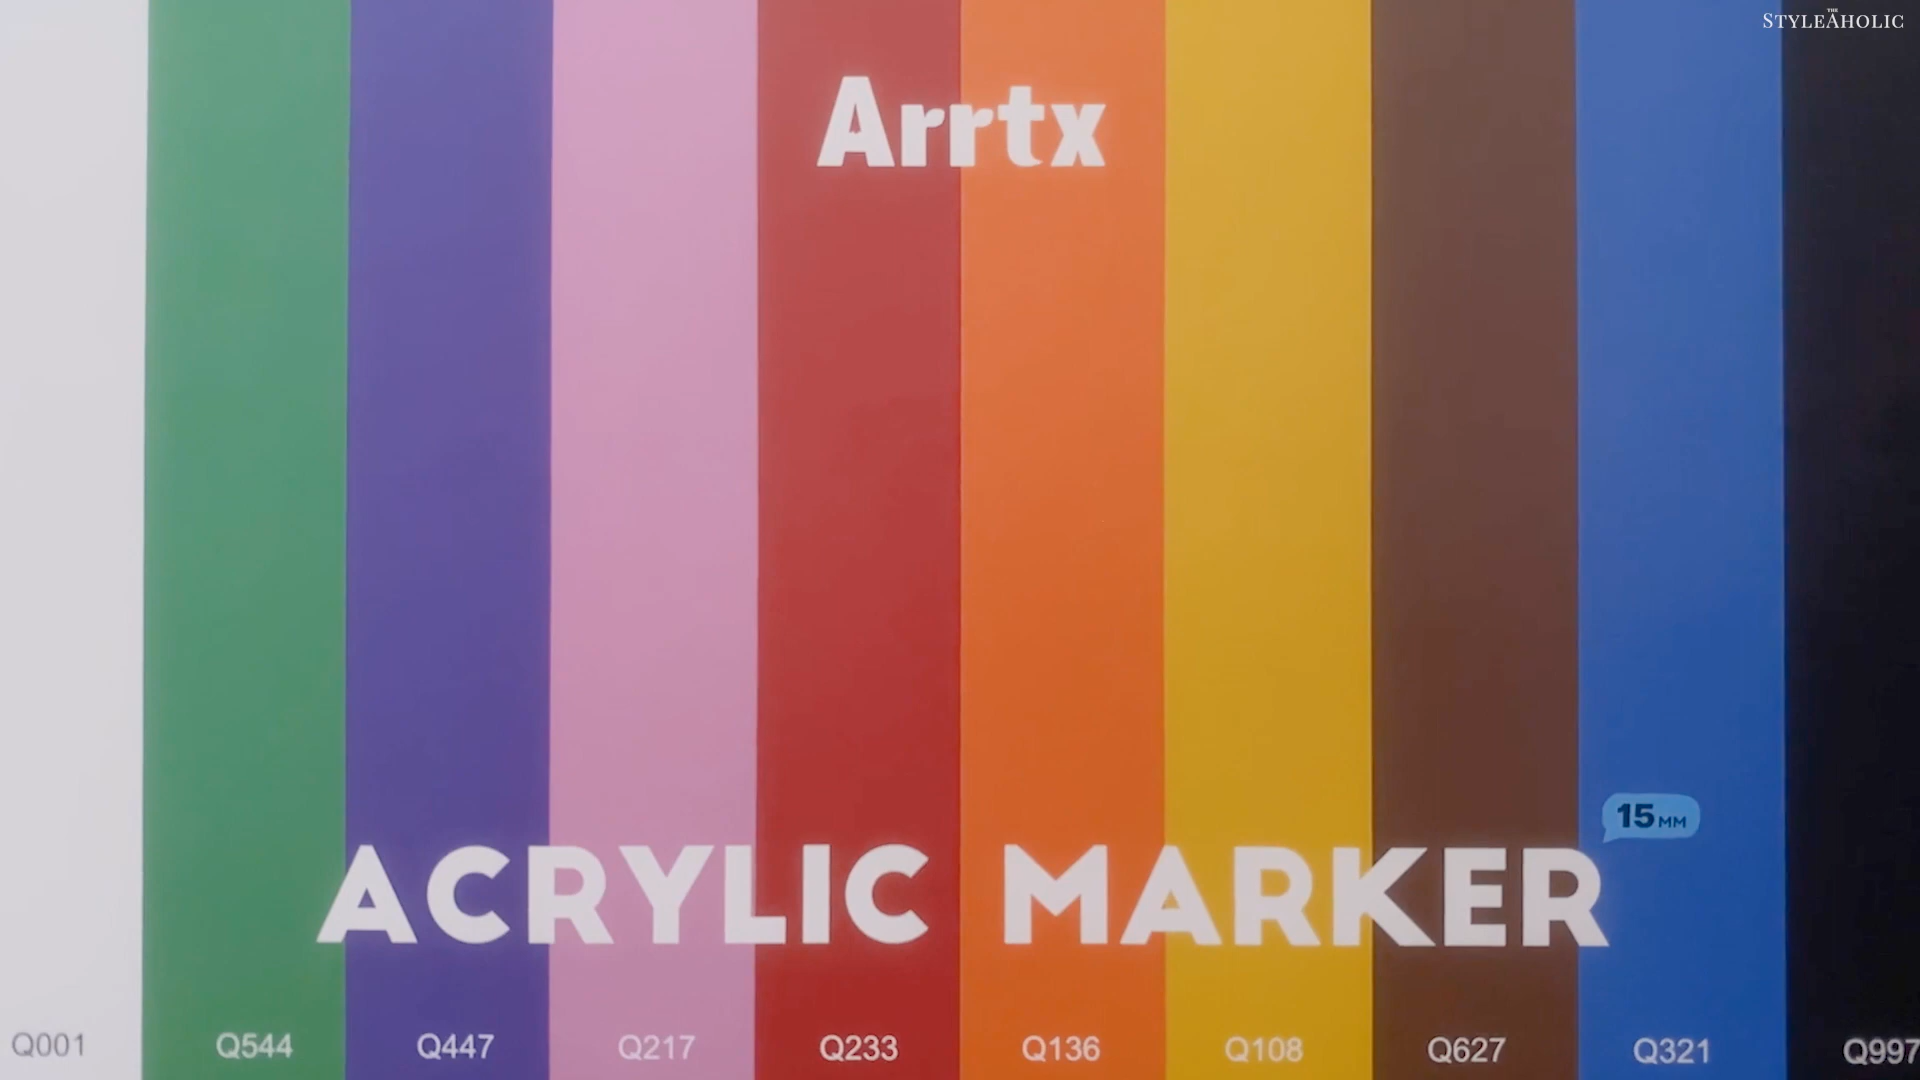 THE
STYLEAHOLIC
Arrtx
15MM
ACRYLIC MARKER
Q001 Q544 Q447 Q217 Q233 Q136 Q108 Q627 Q321 Q997